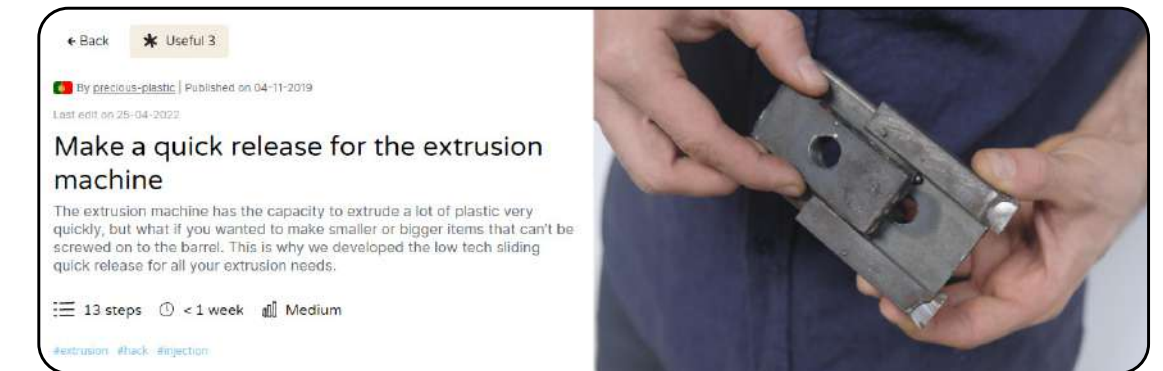 ← Back
Useful 3
By precious-plastic | Published on 04-11-2019
Last edit on 25-04-2022
Make a quick release for the extrusion
machine
The extrusion machine has the capacity to extrude a lot of plastic very
quickly, but what if you wanted to make smaller or bigger items that can't be
screwed on to the barrel. This is why we developed the low tech sliding
quick release for all your extrusion needs.
13 steps < 1 week Medium
#extrusion #hack #injection